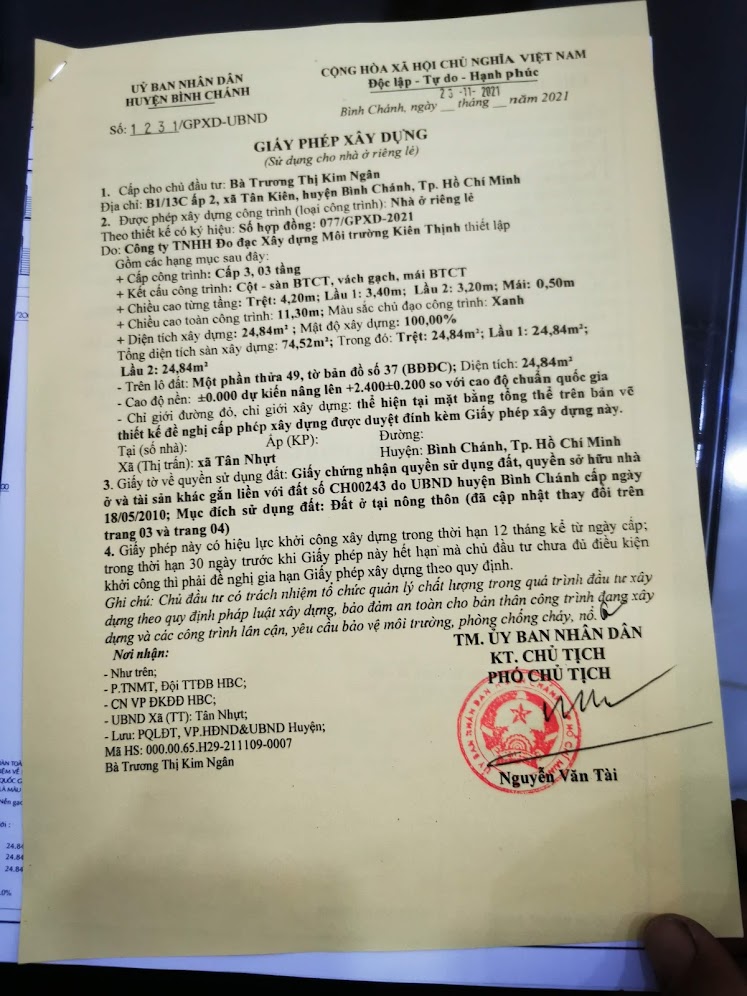 UỶ BAN NHÂN DÂN
HUYỆN BÌNH CHÁNH
Số: 1231/GPXD-UBND
CỘNG HÒA XÃ HỘI CHỦ NGHĨA VIỆT NAM
Độc lập - Tự do - Hạnh phúc
23-11-2021
Bình Chánh, ngày __ tháng __ năm 2021
GIẤY PHÉP XÂY DỰNG
(Sử dụng cho nhà ở riêng lẻ)
1. Cấp cho chủ đầu tư: Bà Trương Thị Kim Ngân
Địa chỉ: B1/13C ấp 2, xã Tân Kiên, huyện Bình Chánh, Tp. Hồ Chí Minh
2. Được phép xây dựng công trình (loại công trình): Nhà ở riêng lẻ
Theo thiết kế có ký hiệu: Số hợp đồng: 077/GPXD-2021
Do: Công ty TNHH Đo đạc Xây dựng Môi trường Kiên Thịnh thiết lập
Gồm các hạng mục sau đây:
+ Cấp công trình: Cấp 3, 03 tầng
+ Kết cấu công trình: Cột - sàn BTCT, vách gạch, mái BTCT
+ Chiều cao từng tầng: Trệt: 4,20m; Lầu 1: 3,40m; Lầu 2: 3,20m; Mái: 0,50m
+ Chiều cao toàn công trình: 11,30m; Màu sắc chủ đạo công trình: Xanh
+ Diện tích xây dựng: 24,84m² ; Mật độ xây dựng: 100,00%
Tổng diện tích sàn xây dựng: 74,52m²; Trong đó: Trệt: 24,84m²; Lầu 1: 24,84m²;
Lầu 2: 24,84m²
- Trên lô đất: Một phần thửa 49, tờ bản đồ số 37 (BĐĐC); Diện tích: 24,84m²
- Cao độ nền: ±0.000 dự kiến nâng lên +2.400±0.200 so với cao độ chuẩn quốc gia
- Chỉ giới đường đỏ, chỉ giới xây dựng: thể hiện tại mặt bằng tổng thể trên bản vẽ
thiết kế đề nghị cấp phép xây dựng được duyệt đính kèm Giấy phép xây dựng này.
Tại (số nhà): Ấp (KP): Đường:
Xã (Thị trấn): xã Tân Nhựt Huyện: Bình Chánh, Tp. Hồ Chí Minh
3. Giấy tờ về quyền sử dụng đất: Giấy chứng nhận quyền sử dụng đất, quyền sở hữu nhà
ở và tài sản khác gắn liền với đất số CH00243 do UBND huyện Bình Chánh cấp ngày
18/05/2010; Mục đích sử dụng đất: Đất ở tại nông thôn (đã cập nhật thay đổi trên
trang 03 và trang 04)
4. Giấy phép này có hiệu lực khởi công xây dựng trong thời hạn 12 tháng kể từ ngày cấp;
trong thời hạn 30 ngày trước khi Giấy phép này hết hạn mà chủ đầu tư chưa đủ điều kiện
khởi công thì phải đề nghị gia hạn Giấy phép xây dựng theo quy định.
Ghi chú: Chủ đầu tư có trách nhiệm tổ chức quản lý chất lượng trong quá trình đầu tư xây
dựng theo quy định pháp luật xây dựng, bảo đảm an toàn cho bản thân công trình đang xây
dựng và các công trình lân cận, yêu cầu bảo vệ môi trường, phòng chống cháy, nổ.
Nơi nhận:
- Như trên;
- P.TNMT, Đội TTĐB HBC;
- CN VP ĐKĐĐ HBC;
- UBND Xã (TT): Tân Nhựt;
- Lưu: PQLĐT, VP.HĐND&UBND Huyện;
Mã HS: 000.00.65.H29-211109-0007
Bà Trương Thị Kim Ngân
TM. ỦY BAN NHÂN DÂN
KT. CHỦ TỊCH
PHÓ CHỦ TỊCH
Nguyễn Văn Tài
24.84
24.84
24.84